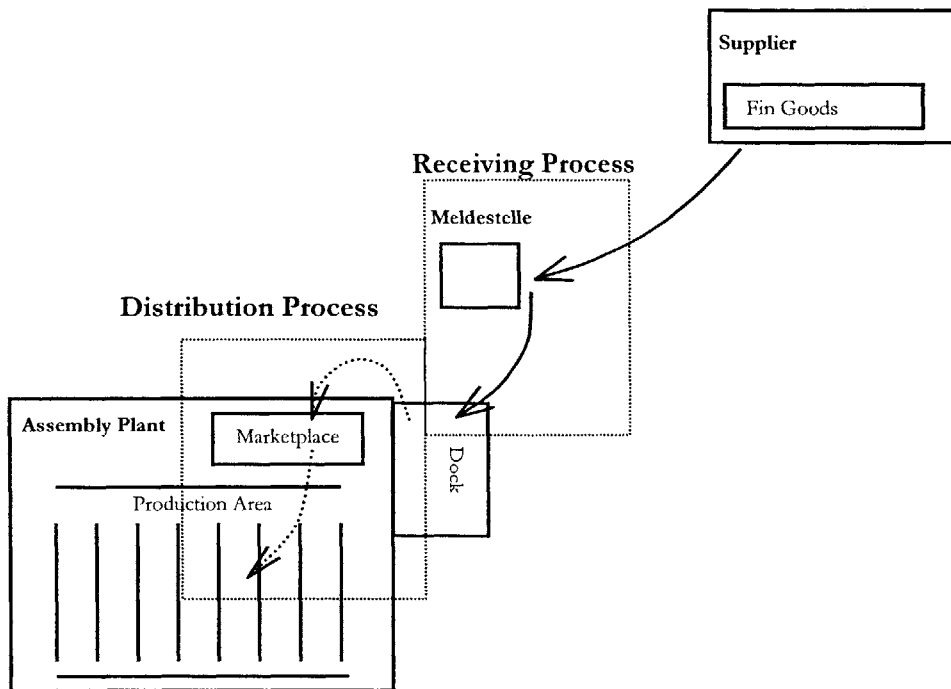 Supplier
Fin Goods
Receiving Process
Meldestelle
Distribution Process
Assembly Plant
Marketplace
Dock
Production Area